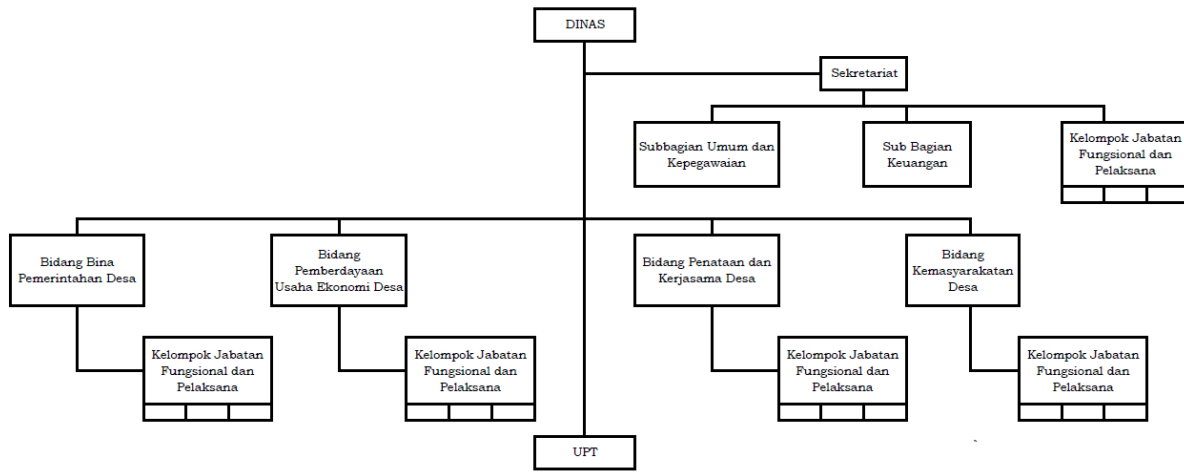 DINAS
Sekretariat
Subbagian Umum dan
Kepegawaian
Sub Bagian
Keuangan
Kelompok Jabatan
Fungsional dan
Pelaksana
Bidang Bina
Pemerintahan Desa
Bidang
Pemberdayaan
Usaha Ekonomi Desa
Bidang Penataan dan
Kerjasama Desa
Bidang
Kemasyarakatan
Desa
Kelompok Jabatan
Fungsional dan
Pelaksana
Kelompok Jabatan
Fungsional dan
Pelaksana
Kelompok Jabatan
Fungsional dan
Pelaksana
Kelompok Jabatan
Fungsional dan
Pelaksana
UPT